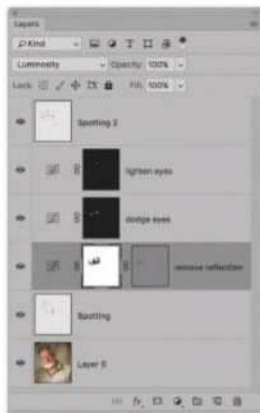 Layers
Kind
Luminosity
Opacity: 100%
Lock:
Fill: 100%
Spotting 2
lighten eyes
dodge eyes
remove reflection
Spotting
Layer 0
fx